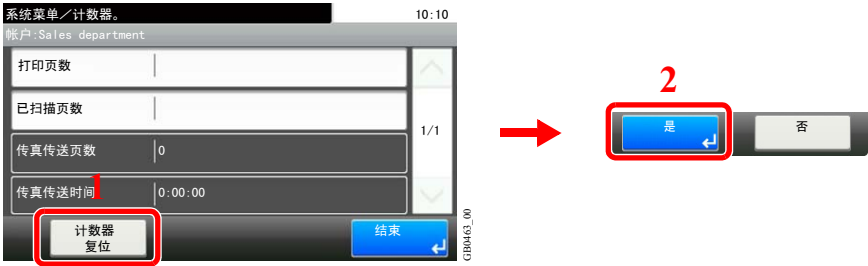 系统菜单／计数器。
10:10
帐户:Sales department
打印页数
已扫描页数
1/1
传真传送页数 0
传真传送时间 0:00:00
1
计数器
复位
结束
GB0463_00
2
是
否